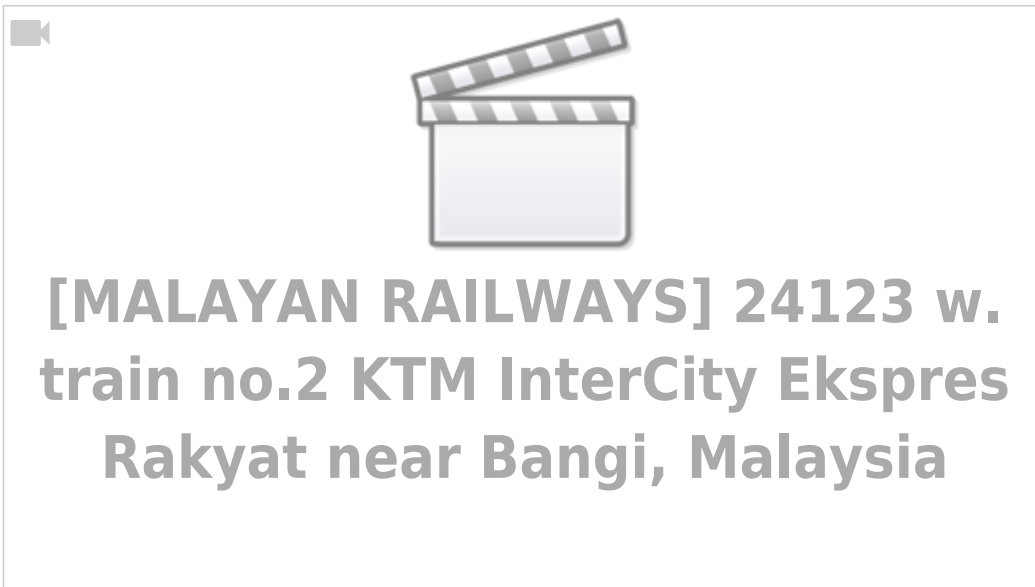 [MALAYAN RAILWAYS] 24123 w.
train no.2 KTM InterCity Ekspres
Rakyat near Bangi, Malaysia